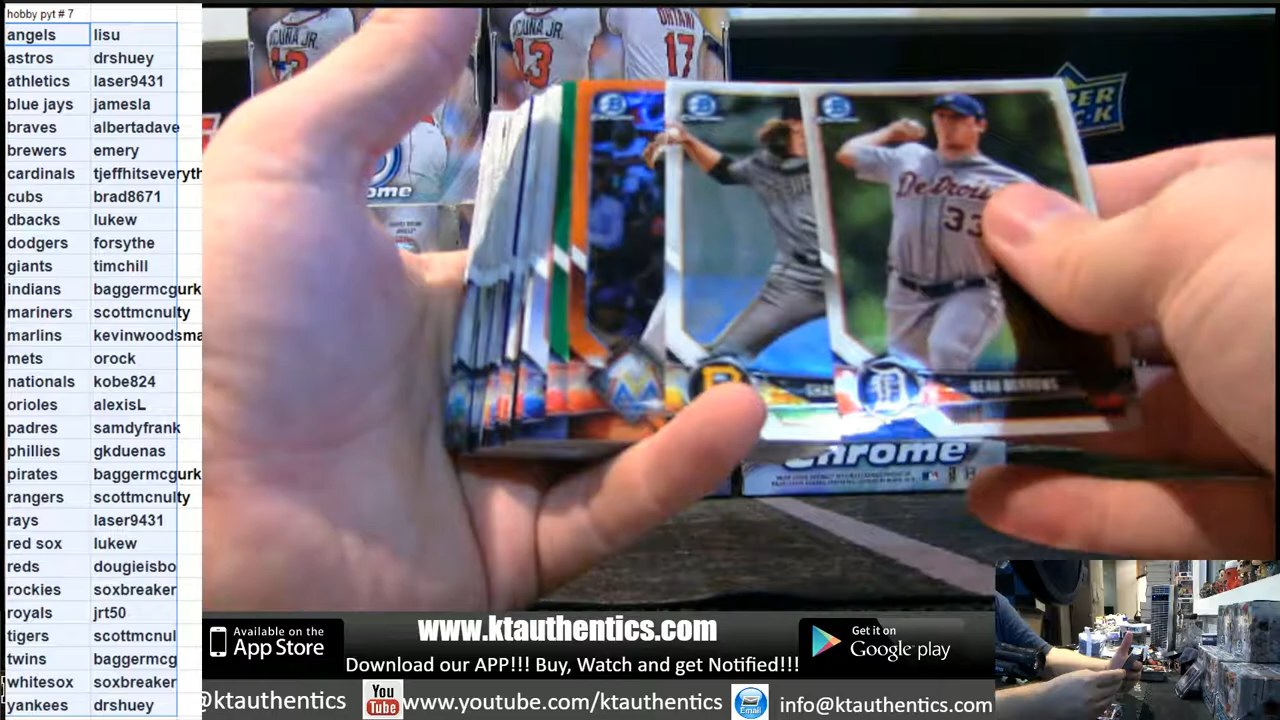 hobby pyt # 7
angels lisu
astros drshuey
athletics laser9431
blue jays jamesla
braves albertadave
brewers emery
cardinals tjeffhitseveryth
cubs brad8671
dbacks lukew
dodgers forsythe
giants timchill
indians baggermcgurk
mariners scottmcnulty
marlins kevinwoodsma
mets orock
nationals kobe824
orioles alexisL
padres samdyfrank
phillies gkduenas
pirates baggermcgurk
rangers scottmcnulty
rays laser9431
red sox lukew
reds dougieisbo
rockies soxbreaker
royals jrt50
tigers scottmcnul
twins baggermcg
whitesox soxbreaker
yankees drshuey
ACUÑA JR.
13
OHTANI
17
Detroit
33
BEAU BURROWS
Chrome
Available on the
App Store
www.ktauthentics.com
Download our APP!!! Buy, Watch and get Notified!!!
Get it on
Google play
@ktauthentics
You Tube
www.youtube.com/ktauthentics
Email
info@ktauthentics.com